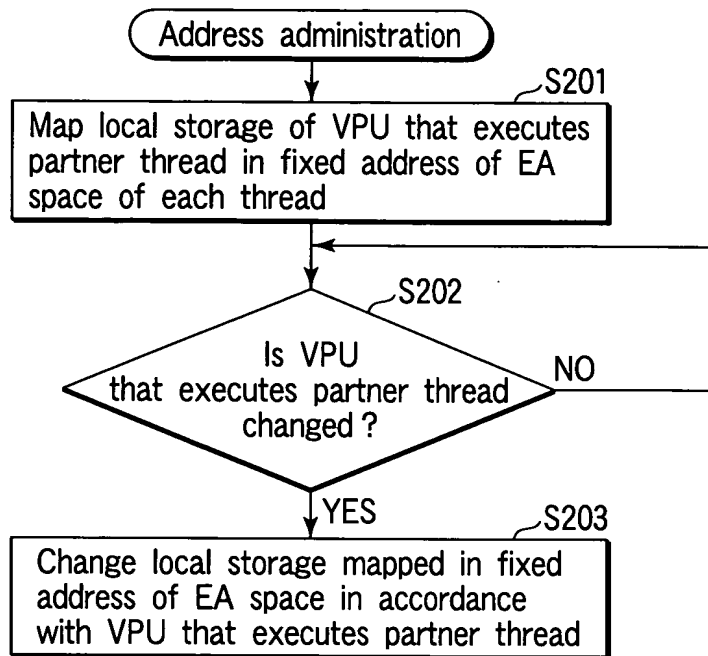 Address administration
S201
Map local storage of VPU that executes
partner thread in fixed address of EA
space of each thread
S202
Is VPU
that executes partner thread
changed ?
NO
YES
S203
Change local storage mapped in fixed
address of EA space in accordance
with VPU that executes partner thread